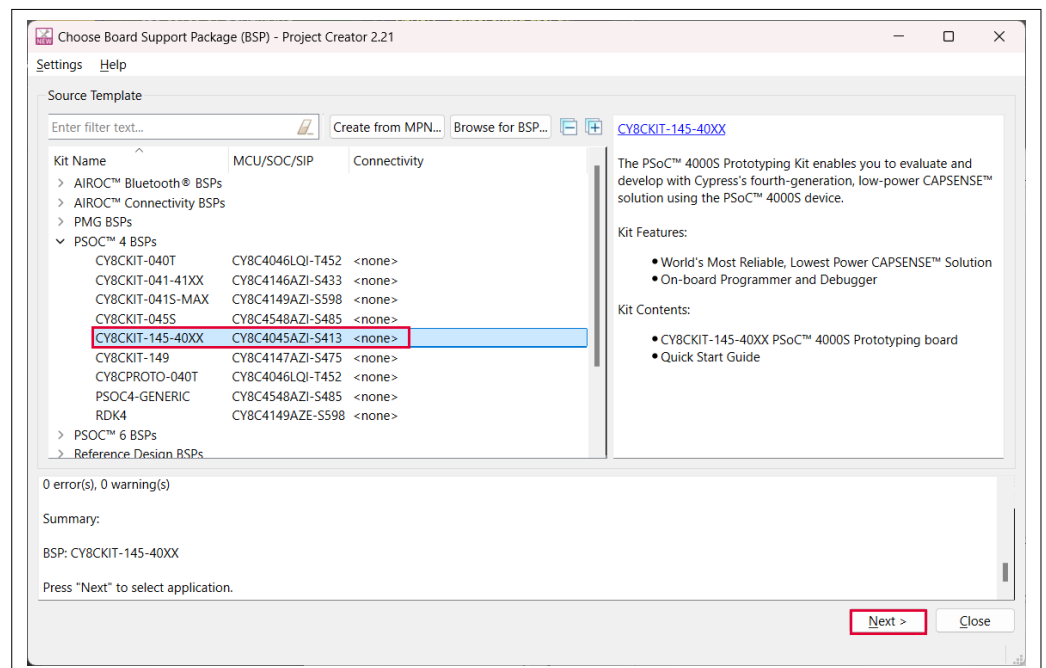 Choose Board Support Package (BSP) - Project Creator 2.21
Settings Help
Source Template
Enter filter text...
Create from MPN... Browse for BSP...
Kit Name MCU/SOC/SIP Connectivity
AIROC™ Bluetooth® BSPs
AIROC™ Connectivity BSPs
PMG BSPs
PSOC™ 4 BSPs
CY8CKIT-040T CY8C4046LQI-T452 <none>
CY8CKIT-041-41XX CY8C4146AZI-S433 <none>
CY8CKIT-041S-MAX CY8C4149AZI-S598 <none>
CY8CKIT-045S CY8C4548AZI-S485 <none>
CY8CKIT-145-40XX CY8C4045AZI-S413 <none>
CY8CKIT-149 CY8C4147AZI-S475 <none>
CY8CPROTO-040T CY8C4046LQI-T452 <none>
PSOC4-GENERIC CY8C4548AZI-S485 <none>
RDK4 CY8C4149AZE-S598 <none>
PSOC™ 6 BSPs
Reference Design BSPs
CY8CKIT-145-40XX
The PSoC™ 4000S Prototyping Kit enables you to evaluate and
develop with Cypress's fourth-generation, low-power CAPSENSE™
solution using the PSoC™ 4000S device.
Kit Features:
• World's Most Reliable, Lowest Power CAPSENSE™ Solution
• On-board Programmer and Debugger
Kit Contents:
• CY8CKIT-145-40XX PSoC™ 4000S Prototyping board
• Quick Start Guide
0 error(s), 0 warning(s)
Summary:
BSP: CY8CKIT-145-40XX
Press "Next" to select application.
Next > Close